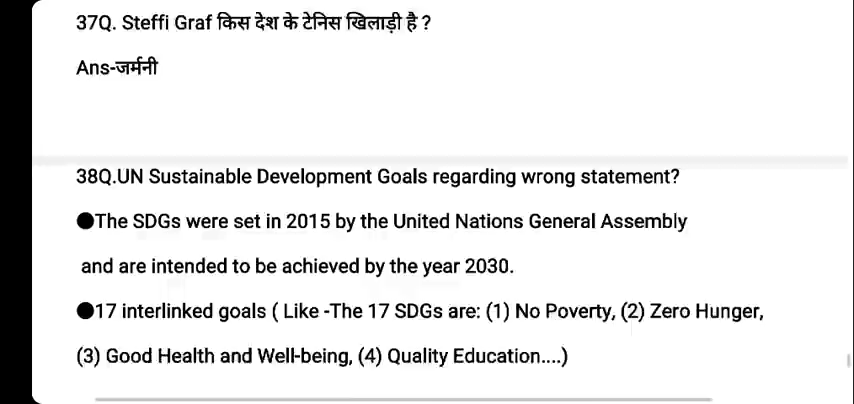 37Q. Steffi Graf किस देश के टेनिस खिलाड़ी है ?
Ans-जर्मनी
38Q.UN Sustainable Development Goals regarding wrong statement?
●The SDGs were set in 2015 by the United Nations General Assembly
and are intended to be achieved by the year 2030.
●17 interlinked goals ( Like -The 17 SDGs are: (1) No Poverty, (2) Zero Hunger,
(3) Good Health and Well-being, (4) Quality Education....)